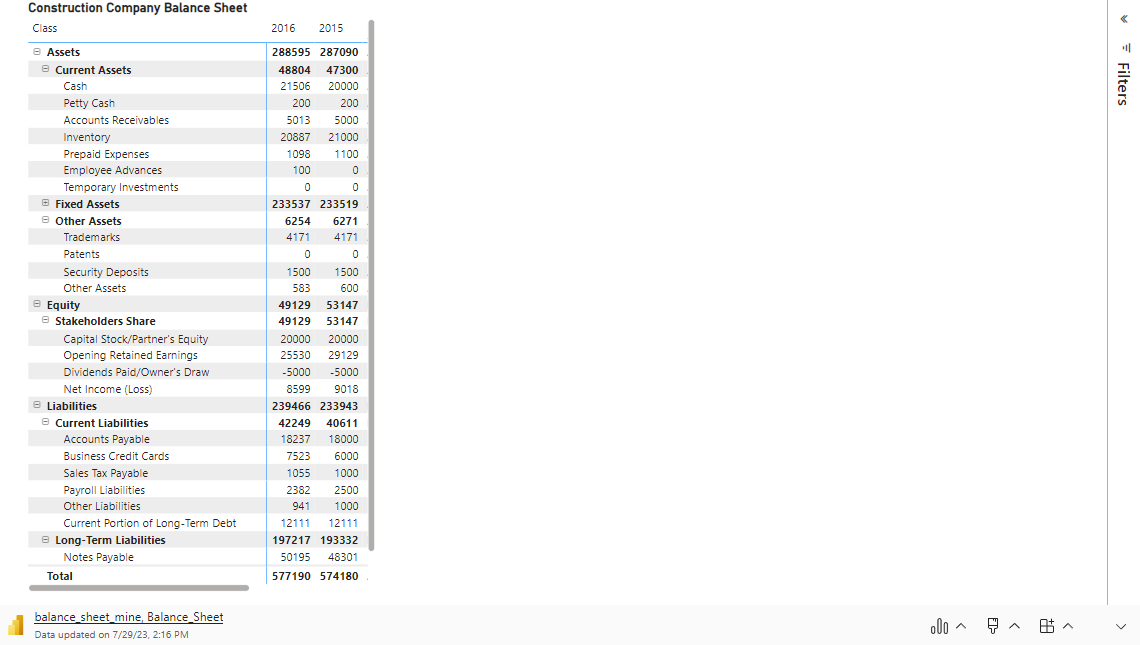 Construction Company Balance Sheet
Class 2016 2015
Assets 288595 287090
Current Assets 48804 47300
Cash 21506 20000
Petty Cash 200 200
Accounts Receivables 5013 5000
Inventory 20887 21000
Prepaid Expenses 1098 1100
Employee Advances 100 0
Temporary Investments 0 0
Fixed Assets 233537 233519
Other Assets 6254 6271
Trademarks 4171 4171
Patents 0 0
Security Deposits 1500 1500
Other Assets 583 600
Equity 49129 53147
Stakeholders Share 49129 53147
Capital Stock/Partner's Equity 20000 20000
Opening Retained Earnings 25530 29129
Dividends Paid/Owner's Draw -5000 -5000
Net Income (Loss) 8599 9018
Liabilities 239466 233943
Current Liabilities 42249 40611
Accounts Payable 18237 18000
Business Credit Cards 7523 6000
Sales Tax Payable 1055 1000
Payroll Liabilities 2382 2500
Other Liabilities 941 1000
Current Portion of Long-Term Debt 12111 12111
Long-Term Liabilities 197217 193332
Notes Payable 50195 48301
Total 577190 574180
Filters
balance_sheet_mine, Balance_Sheet
Data updated on 7/29/23, 2:16 PM